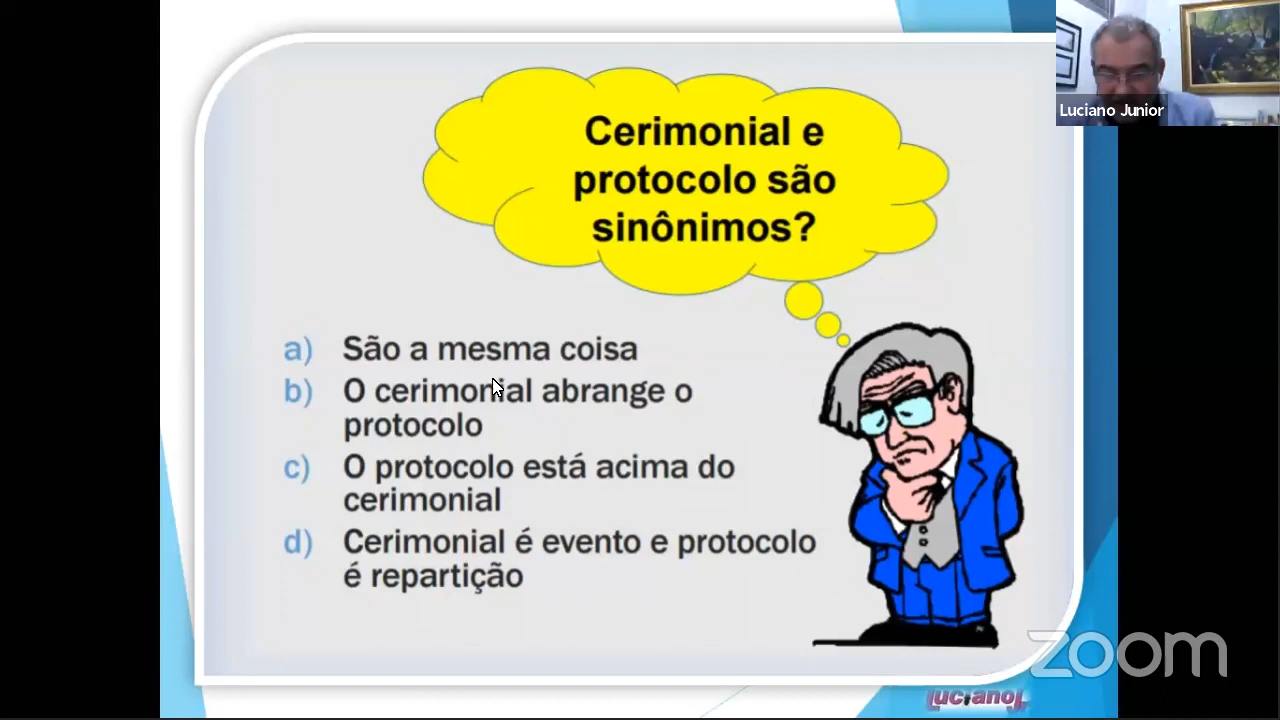 Cerimonial e
protocolo são
sinônimos?
a) São a mesma coisa
b) O cerimonial abrange o
protocolo
c) O protocolo está acima do
cerimonial
d) Cerimonial é evento e protocolo
é repartição
Luciano Junior
zoom
LucianoJr